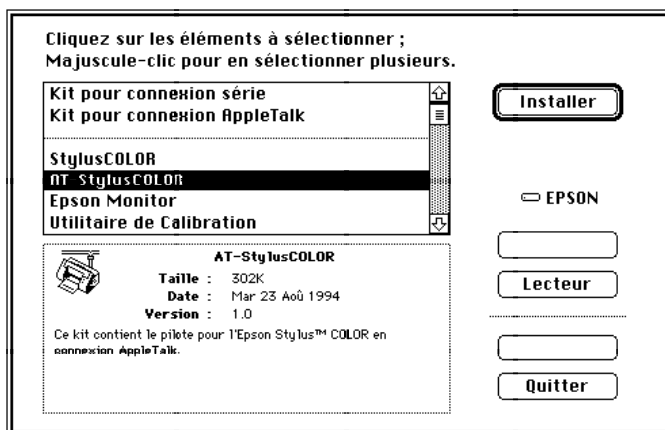 Cliquez sur les éléments à sélectionner ;
Majuscule-clic pour en sélectionner plusieurs.
Kit pour connexion série
Kit pour connexion AppleTalk
StylusCOLOR
AT-StylusCOLOR
Epson Monitor
Utilitaire de Calibration
Installer
EPSON
Lecteur
Quitter
AT-StylusCOLOR
Taille : 302K
Date : Mar 23 Aoû 1994
Version : 1.0
Ce kit contient le pilote pour l'Epson Stylus™ COLOR en
connexion AppleTalk.